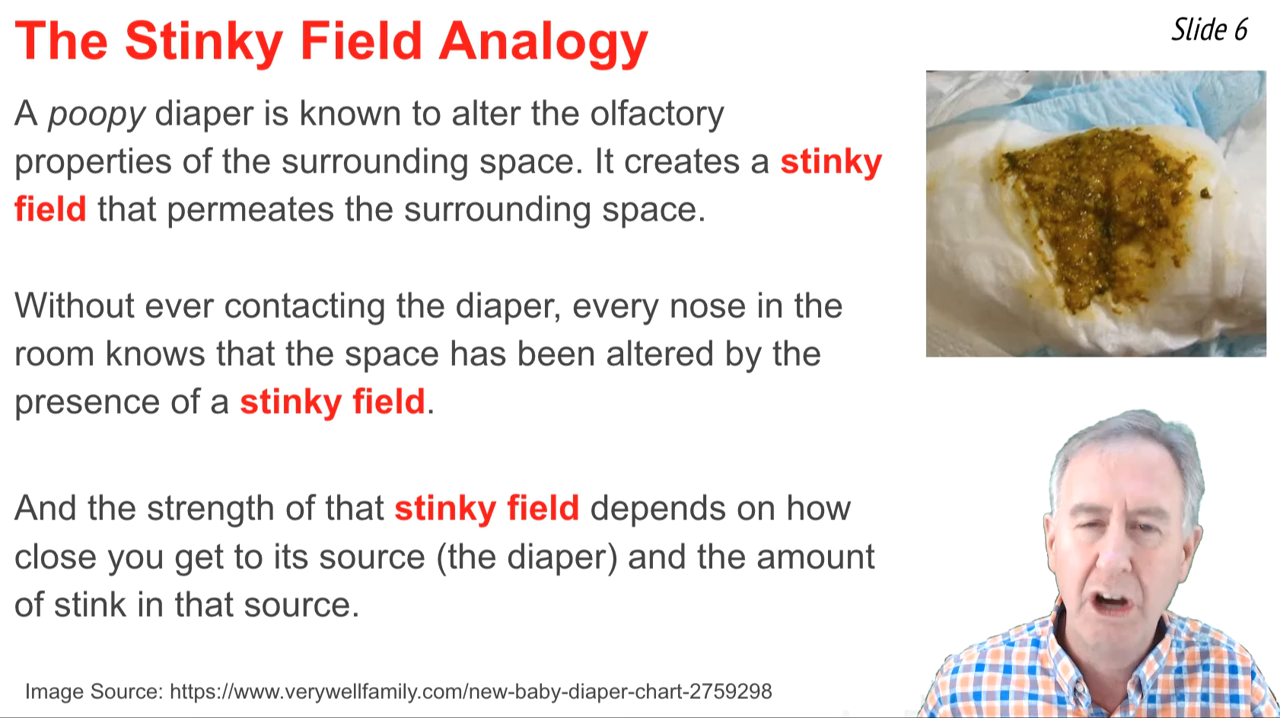 The Stinky Field Analogy
Slide 6
A poopy diaper is known to alter the olfactory
properties of the surrounding space. It creates a stinky
field that permeates the surrounding space.
Without ever contacting the diaper, every nose in the
room knows that the space has been altered by the
presence of a stinky field.
And the strength of that stinky field depends on how
close you get to its source (the diaper) and the amount
of stink in that source.
Image Source: https://www.verywellfamily.com/new-baby-diaper-chart-2759298